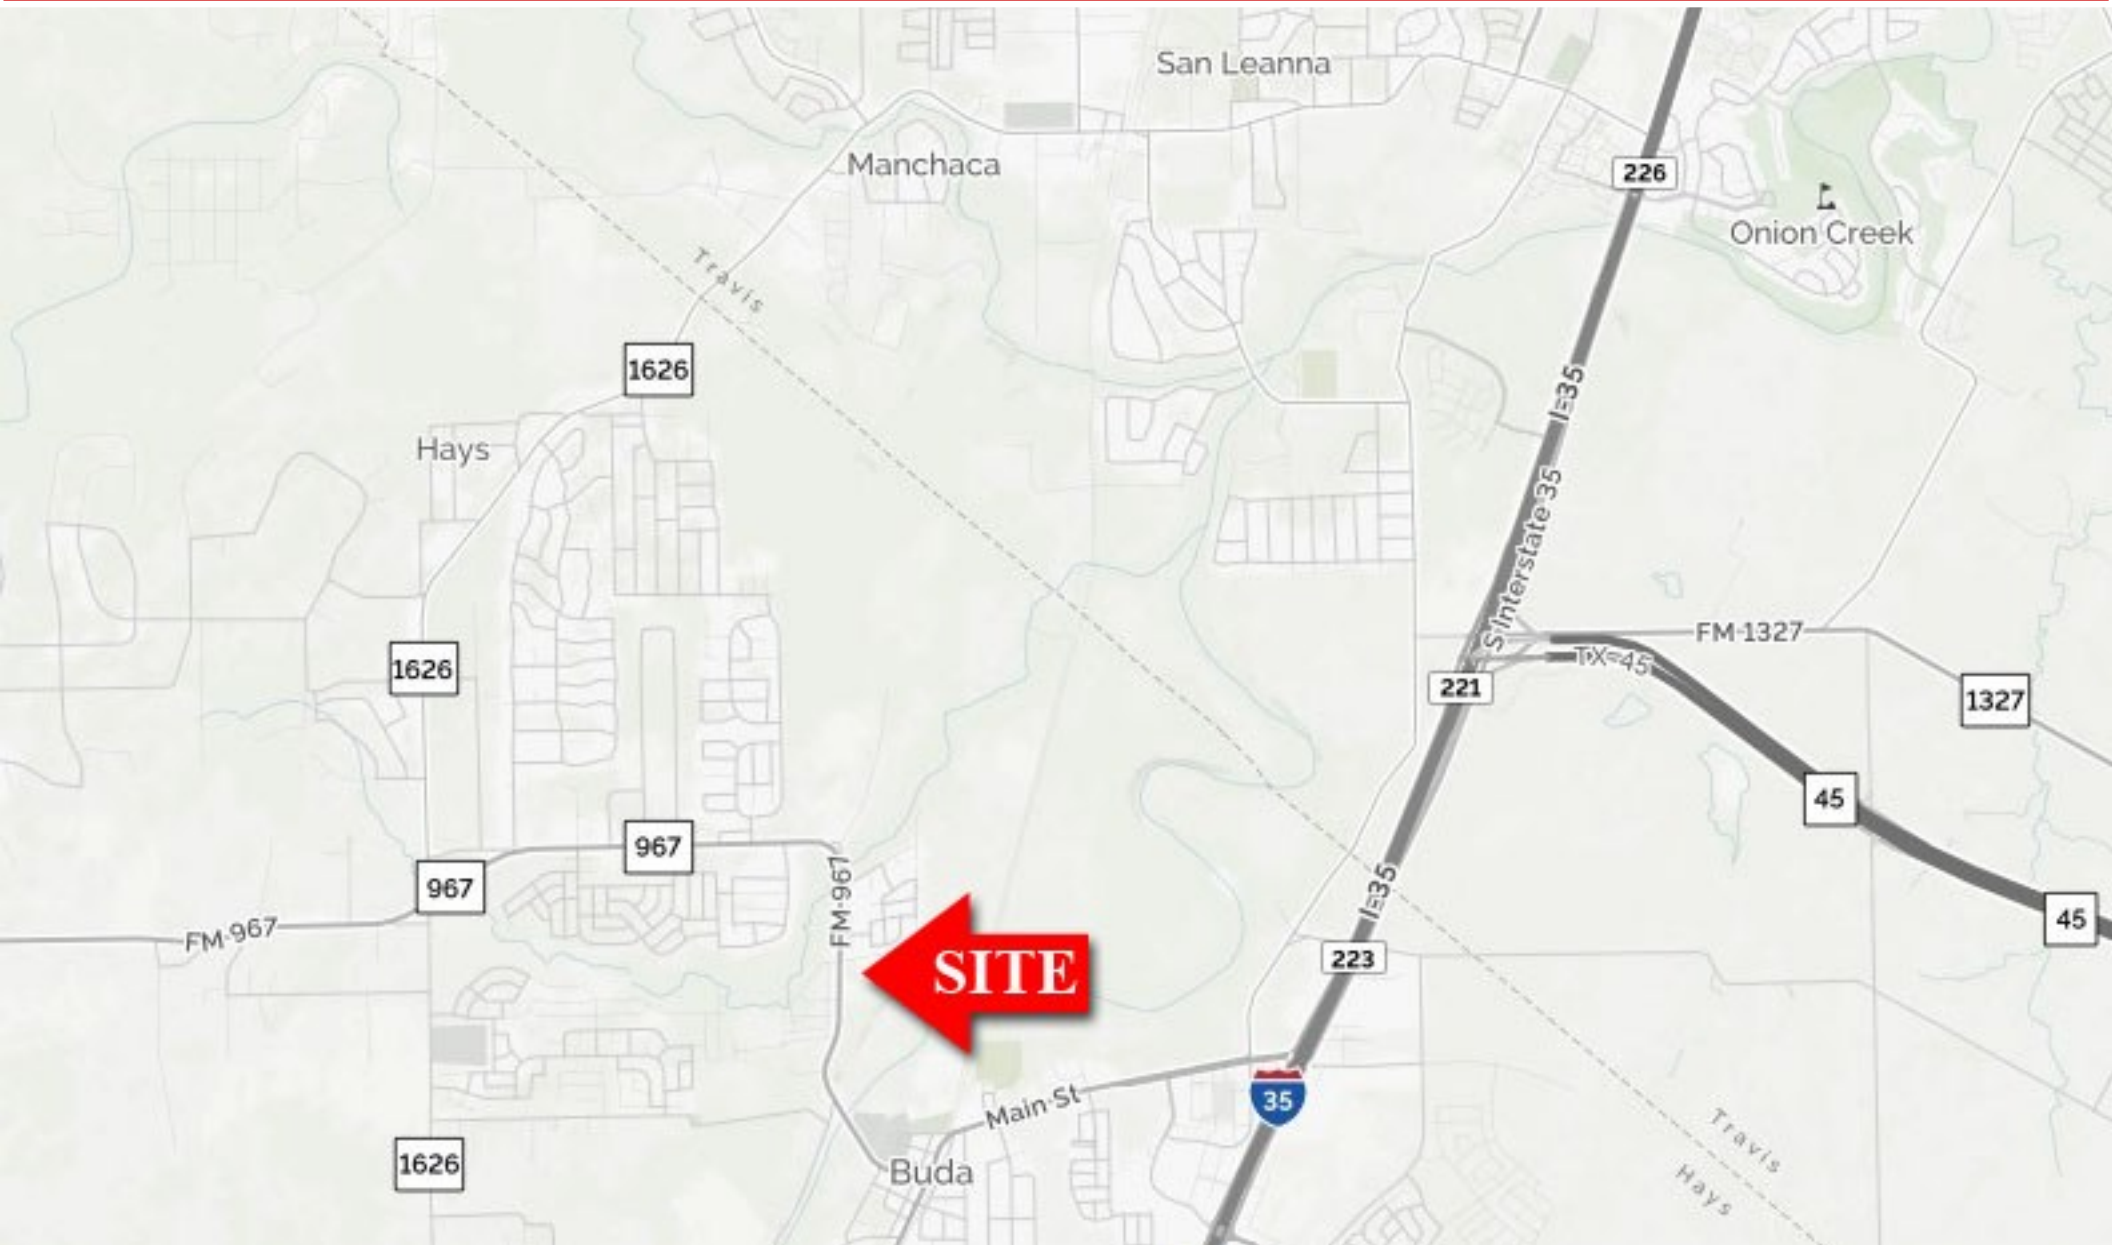 San Leanna
Manchaca
226
Onion Creek
Travis
1626
I-35
Hays
S Interstate 35
FM-1327
TX-45
1626
221
1327
45
967
967
FM-967
I-35
45
FM-967
223
SITE
35
Main St
Travis
1626
Buda
Hays